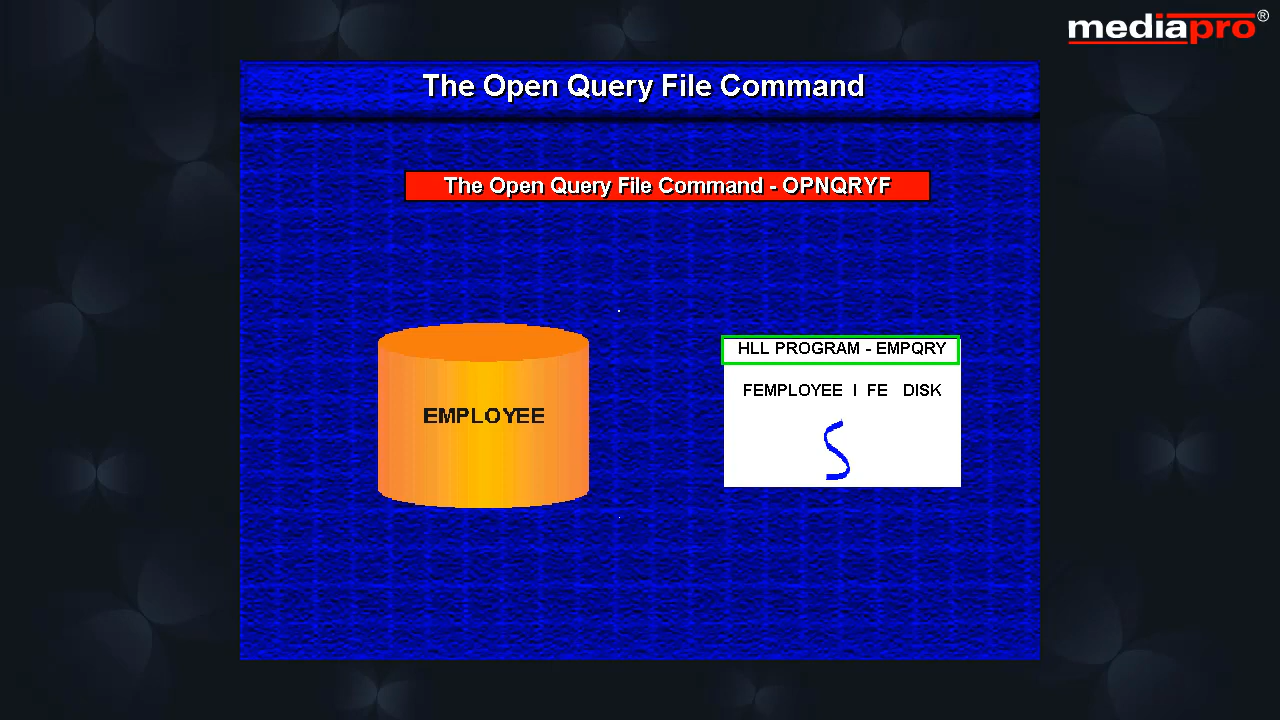 mediapro®
The Open Query File Command
The Open Query File Command - OPNQRYF
EMPLOYEE
HLL PROGRAM - EMPQRY
FEMPLOYEE I FE DISK